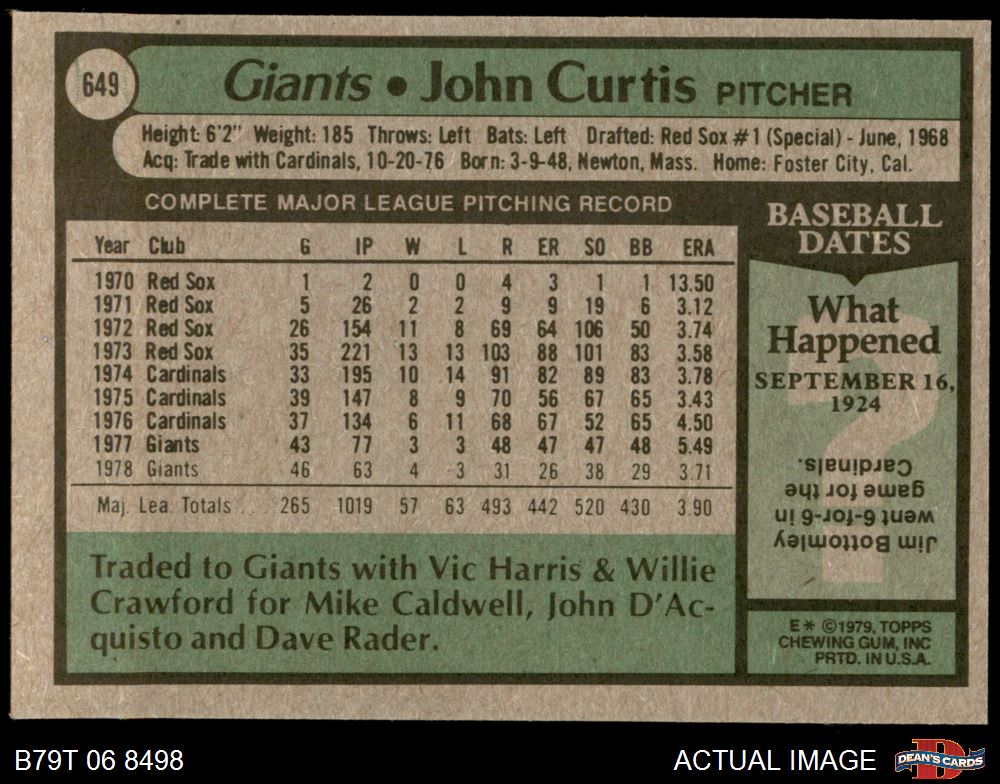 649
Giants • John Curtis PITCHER
Height: 6'2" Weight: 185 Throws: Left Bats: Left Drafted: Red Sox #1 (Special) - June, 1968
Acq: Trade with Cardinals, 10-20-76 Born: 3-9-48, Newton, Mass. Home: Foster City, Cal.
COMPLETE MAJOR LEAGUE PITCHING RECORD
Year Club G IP W L R ER SO BB ERA
1970 Red Sox 1 2 0 0 4 3 1 1 13.50
1971 Red Sox 5 26 2 2 9 9 19 6 3.12
1972 Red Sox 26 154 11 8 69 64 106 50 3.74
1973 Red Sox 35 221 13 13 103 88 101 83 3.58
1974 Cardinals 33 195 10 14 91 82 89 83 3.78
1975 Cardinals 39 147 8 9 70 56 67 65 3.43
1976 Cardinals 37 134 6 11 68 67 52 65 4.50
1977 Giants 43 77 3 3 48 47 47 48 5.49
1978 Giants 46 63 4 3 31 26 38 29 3.71
Maj. Lea. Totals . . . 265 1019 57 63 493 442 520 430 3.90
Traded to Giants with Vic Harris & Willie
Crawford for Mike Caldwell, John D'Ac-
quisto and Dave Rader.
BASEBALL
DATES
What
Happened
SEPTEMBER 16,
1924
?
Jim Bottomley
went 6-for-6 in
game for the
Cardinals.
E* ©1979, TOPPS
CHEWING GUM, INC
PRTD. IN U.S.A.
B79T 06 8498
ACTUAL IMAGE
D
DEAN'S CARDS